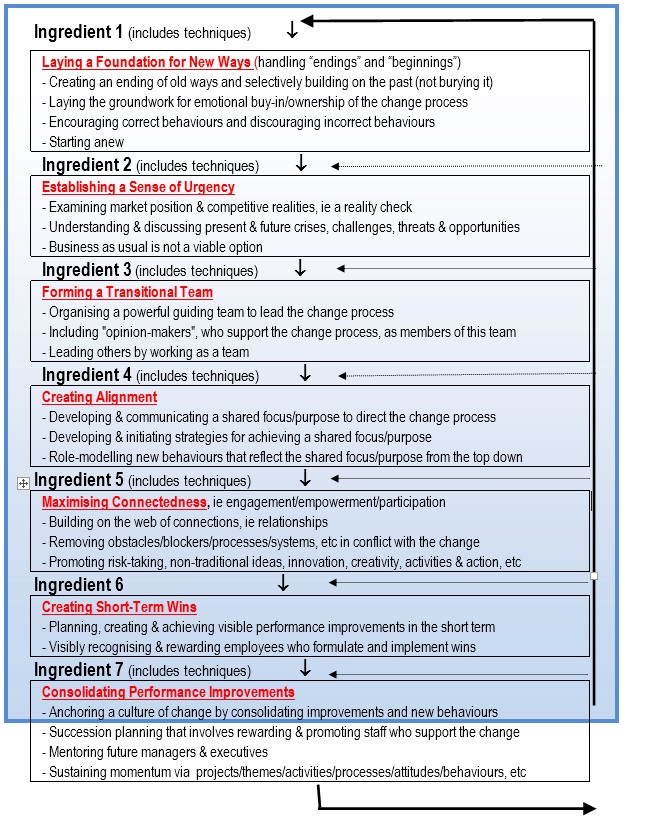 Ingredient 1 (includes techniques)
Laying a Foundation for New Ways (handling “endings” and “beginnings”)
- Creating an ending of old ways and selectively building on the past (not burying it)
- Laying the groundwork for emotional buy-in/ownership of the change process
- Encouraging correct behaviours and discouraging incorrect behaviours
- Starting anew
Ingredient 2 (includes techniques)
Establishing a Sense of Urgency
- Examining market position & competitive realities, ie a reality check
- Understanding & discussing present & future crises, challenges, threats & opportunities
- Business as usual is not a viable option
Ingredient 3 (includes techniques)
Forming a Transitional Team
- Organising a powerful guiding team to lead the change process
- Including "opinion-makers", who support the change process, as members of this team
- Leading others by working as a team
Ingredient 4 (includes techniques)
Creating Alignment
- Developing & communicating a shared focus/purpose to direct the change process
- Developing & initiating strategies for achieving a shared focus/purpose
- Role-modelling new behaviours that reflect the shared focus/purpose from the top down
Ingredient 5 (includes techniques)
Maximising Connectedness, ie engagement/empowerment/participation
- Building on the web of connections, ie relationships
- Removing obstacles/blockers/processes/systems, etc in conflict with the change
- Promoting risk-taking, non-traditional ideas, innovation, creativity, activities & action, etc
Ingredient 6
Creating Short-Term Wins
- Planning, creating & achieving visible performance improvements in the short term
- Visibly recognising & rewarding employees who formulate and implement wins
Ingredient 7 (includes techniques)
Consolidating Performance Improvements
- Anchoring a culture of change by consolidating improvements and new behaviours
- Succession planning that involves rewarding & promoting staff who support the change
- Mentoring future managers & executives
- Sustaining momentum via projects/themes/activities/processes/attitudes/behaviours, etc